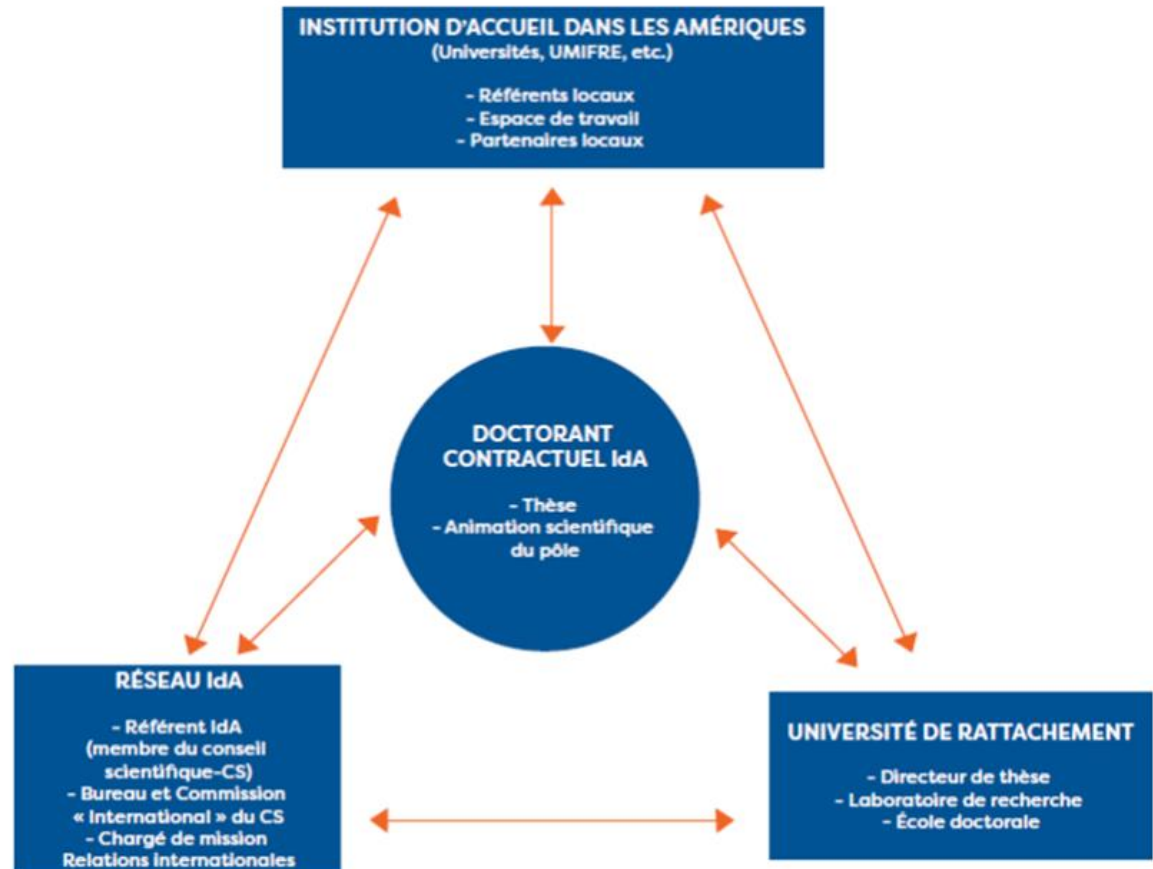 INSTITUTION D'ACCUEIL DANS LES AMÉRIQUES
(Universités, UMIFRE, etc.)
- Référents locaux
- Espace de travail
- Partenaires locaux
DOCTORANT
CONTRACTUEL IdA
- Thèse
- Animation scientifique
du pôle
RÉSEAU IdA
- Référent IdA
(membre du conseil
scientifique-CS)
- Bureau et Commission
« International » du CS
- Chargé de mission
Relations internationales
UNIVERSITÉ DE RATTACHEMENT
- Directeur de thèse
- Laboratoire de recherche
- École doctorale